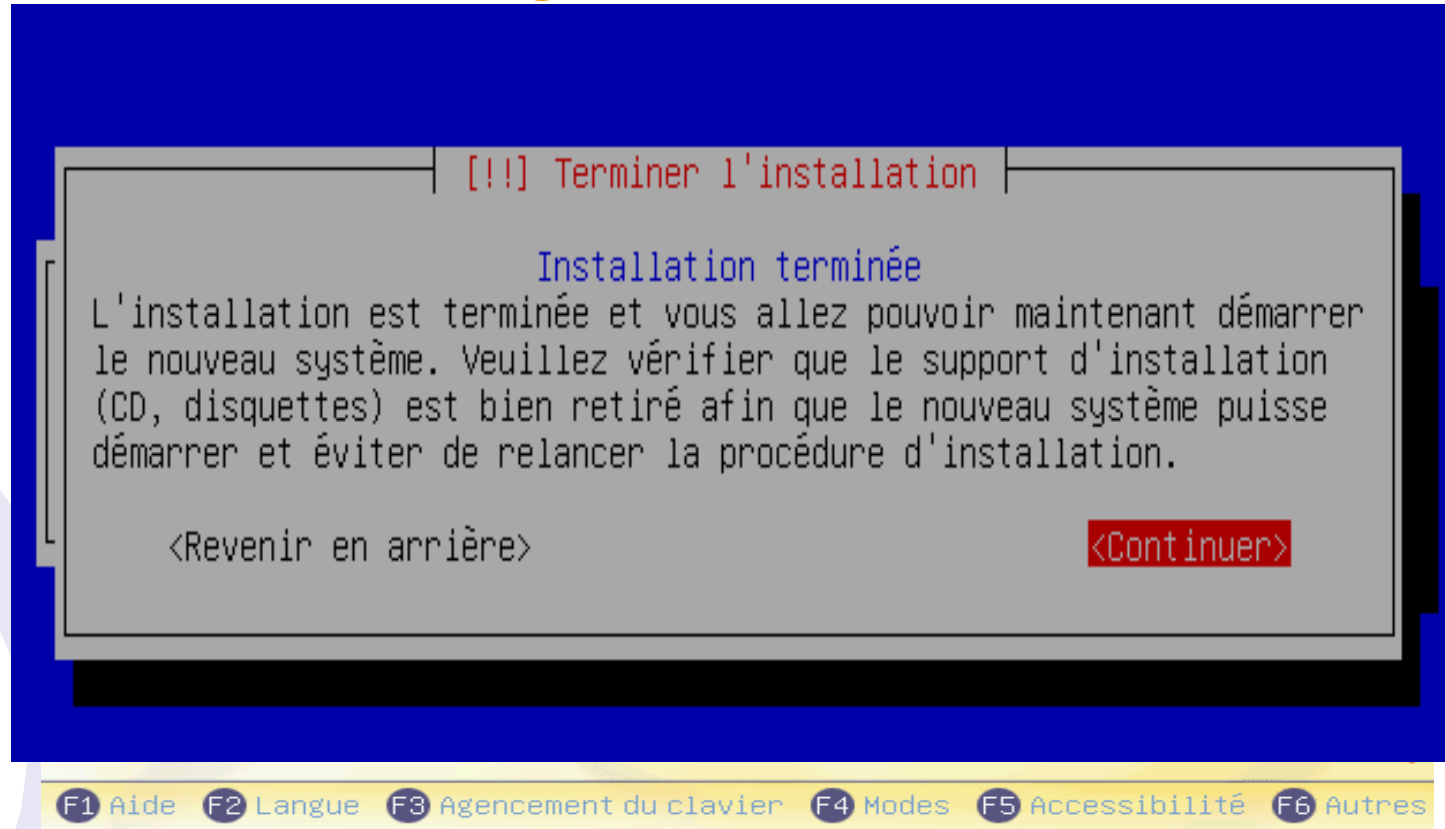 [!!] Terminer l'installation
Installation terminée
L'installation est terminée et vous allez pouvoir maintenant démarrer
le nouveau système. Veuillez vérifier que le support d'installation
(CD, disquettes) est bien retiré afin que le nouveau système puisse
démarrer et éviter de relancer la procédure d'installation.
<Revenir en arrière> <Continuer>
F1 Aide F2 Langue F3 Agencement du clavier F4 Modes F5 Accessibilité F6 Autres